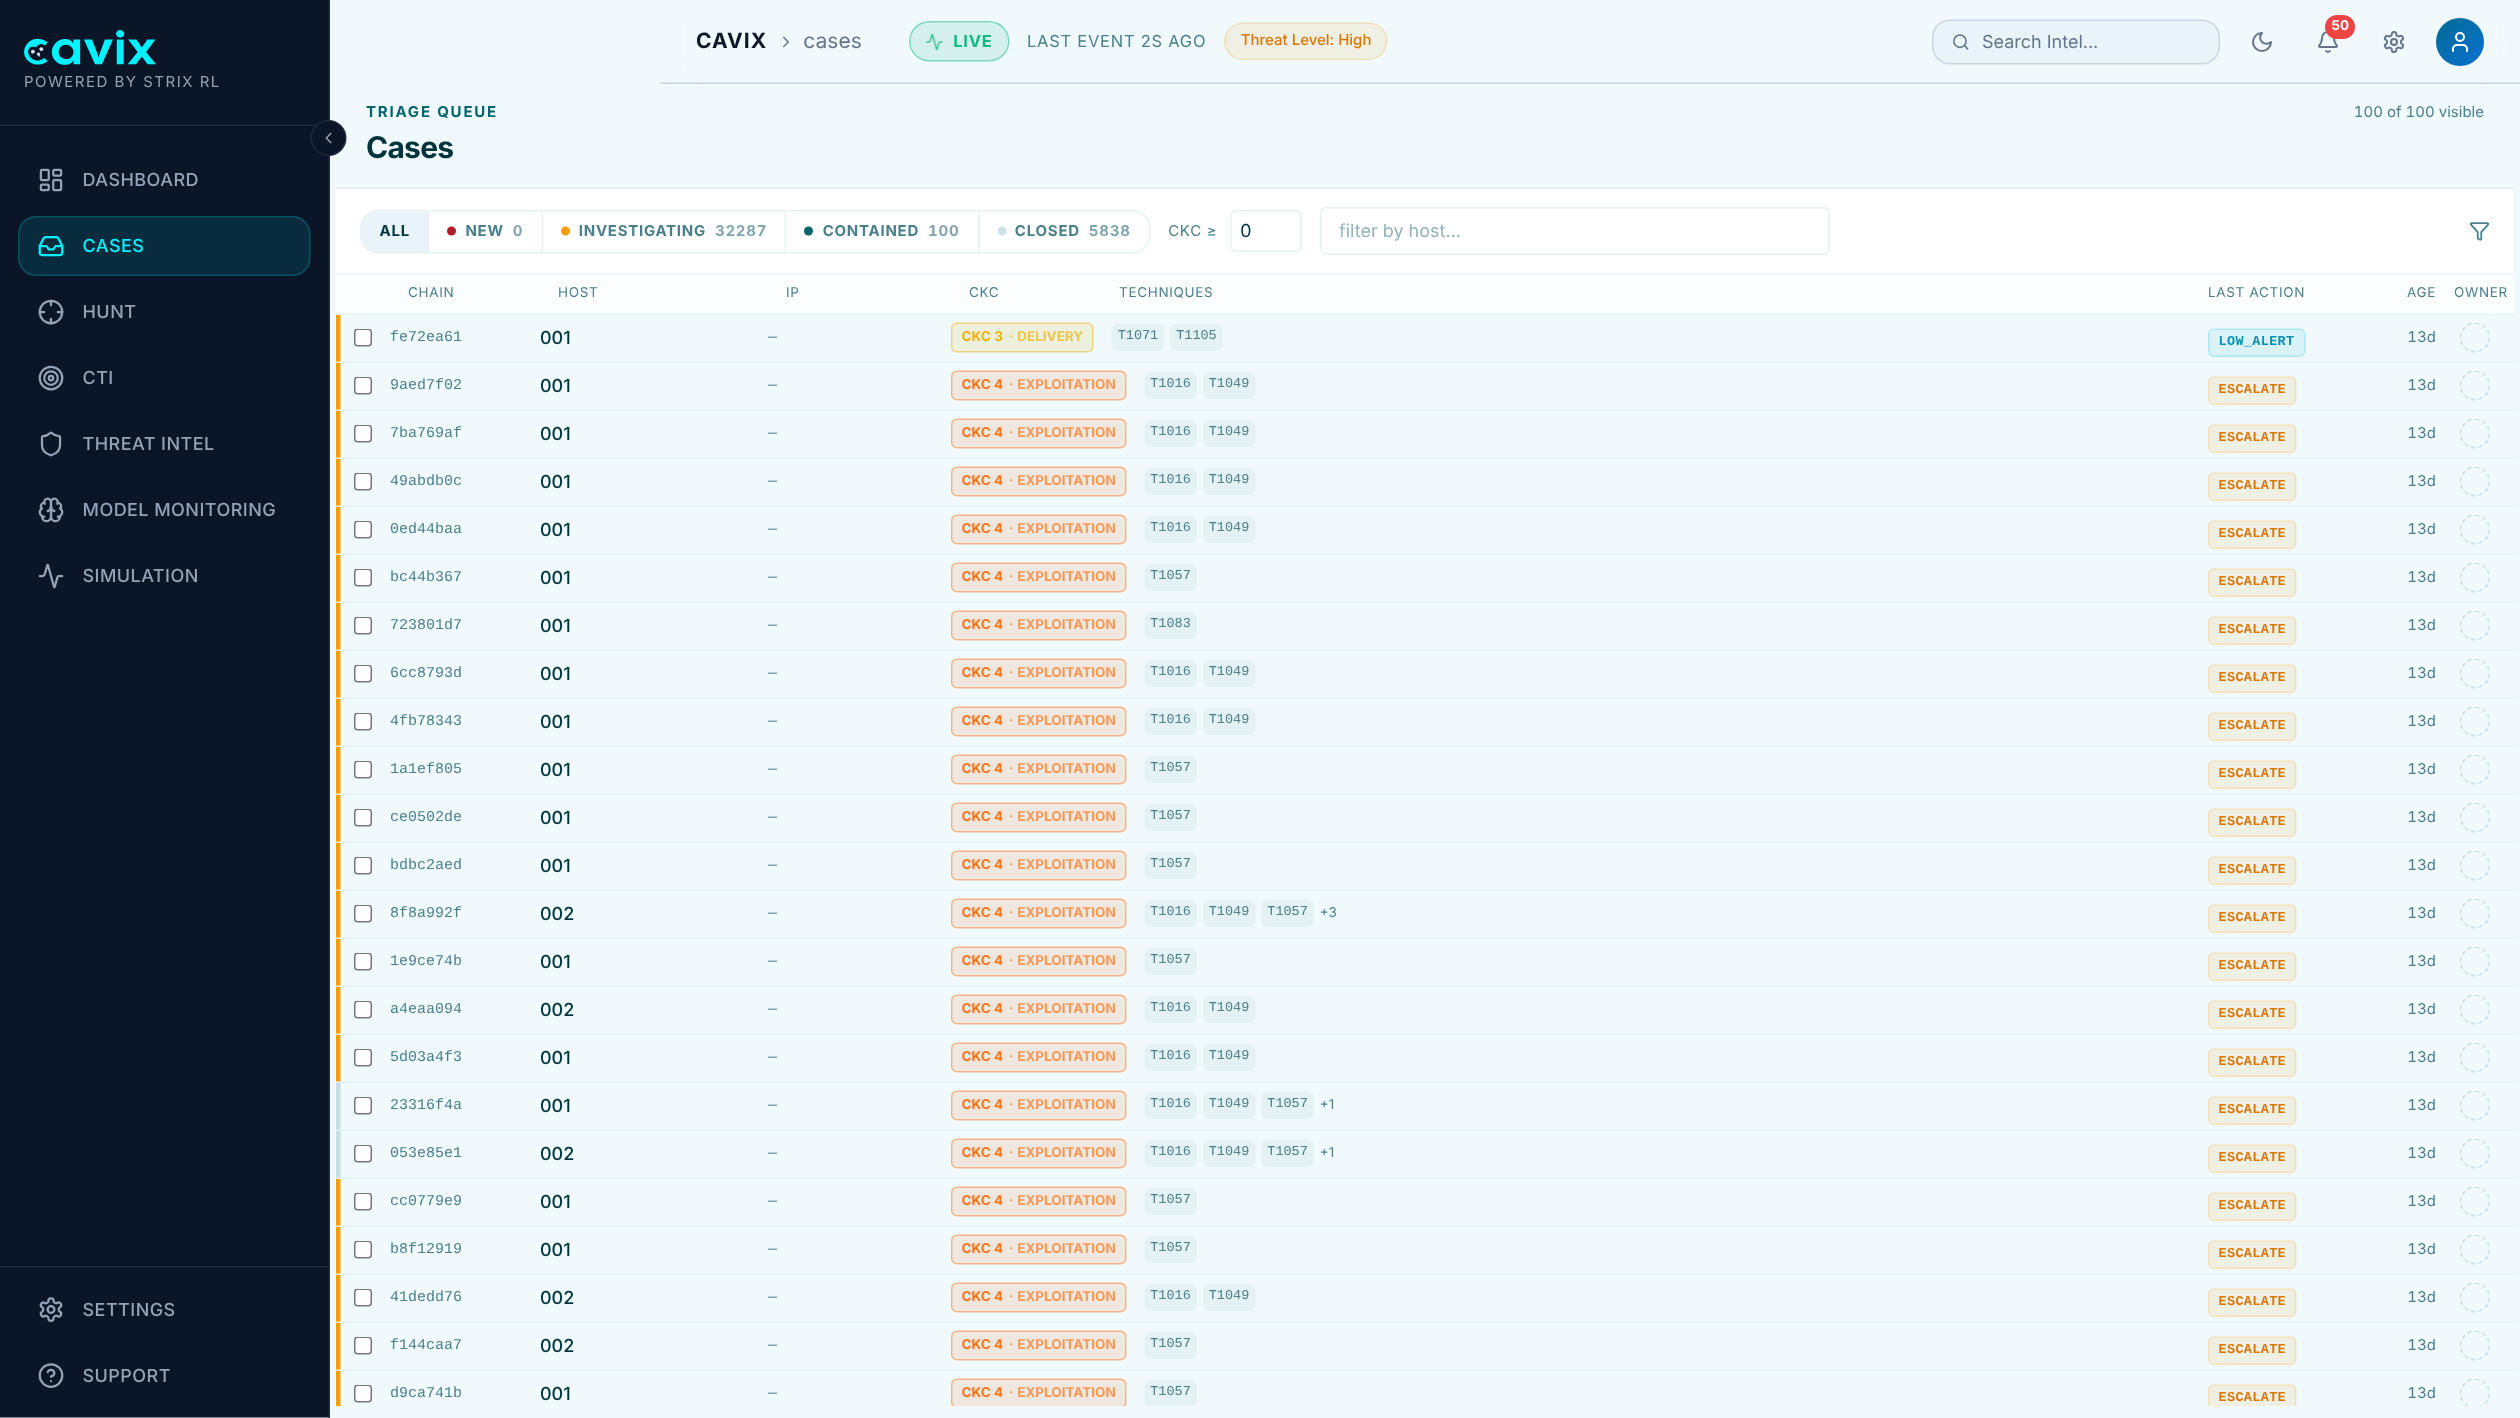 cavix
POWERED BY STRIX RL
DASHBOARD
CASES
HUNT
CTI
THREAT INTEL
MODEL MONITORING
SIMULATION
SETTINGS
SUPPORT
CAVIX > cases LIVE LAST EVENT 2S AGO Threat Level: High Search Intel... 50
TRIAGE QUEUE 100 of 100 visible
Cases
ALL NEW 0 INVESTIGATING 32287 CONTAINED 100 CLOSED 5838 CKC ≥ 0 filter by host...
CHAIN HOST IP CKC TECHNIQUES LAST ACTION AGE OWNER
fe72ea61 001 — CKC 3 · DELIVERY T1071 T1105 LOW_ALERT 13d
9aed7f02 001 — CKC 4 · EXPLOITATION T1016 T1049 ESCALATE 13d
7ba769af 001 — CKC 4 · EXPLOITATION T1016 T1049 ESCALATE 13d
49abdb0c 001 — CKC 4 · EXPLOITATION T1016 T1049 ESCALATE 13d
0ed44baa 001 — CKC 4 · EXPLOITATION T1016 T1049 ESCALATE 13d
bc44b367 001 — CKC 4 · EXPLOITATION T1057 ESCALATE 13d
723801d7 001 — CKC 4 · EXPLOITATION T1083 ESCALATE 13d
6cc8793d 001 — CKC 4 · EXPLOITATION T1016 T1049 ESCALATE 13d
4fb78343 001 — CKC 4 · EXPLOITATION T1016 T1049 ESCALATE 13d
1a1ef805 001 — CKC 4 · EXPLOITATION T1057 ESCALATE 13d
ce0502de 001 — CKC 4 · EXPLOITATION T1057 ESCALATE 13d
bdbc2aed 001 — CKC 4 · EXPLOITATION T1057 ESCALATE 13d
8f8a992f 002 — CKC 4 · EXPLOITATION T1016 T1049 T1057 +3 ESCALATE 13d
1e9ce74b 001 — CKC 4 · EXPLOITATION T1057 ESCALATE 13d
a4eaa094 002 — CKC 4 · EXPLOITATION T1016 T1049 ESCALATE 13d
5d03a4f3 001 — CKC 4 · EXPLOITATION T1016 T1049 ESCALATE 13d
23316f4a 001 — CKC 4 · EXPLOITATION T1016 T1049 T1057 +1 ESCALATE 13d
053e85e1 002 — CKC 4 · EXPLOITATION T1016 T1049 T1057 +1 ESCALATE 13d
cc0779e9 001 — CKC 4 · EXPLOITATION T1057 ESCALATE 13d
b8f12919 001 — CKC 4 · EXPLOITATION T1057 ESCALATE 13d
41dedd76 002 — CKC 4 · EXPLOITATION T1016 T1049 ESCALATE 13d
f144caa7 002 — CKC 4 · EXPLOITATION T1057 ESCALATE 13d
d9ca741b 001 — CKC 4 · EXPLOITATION T1057 ESCALATE 13d